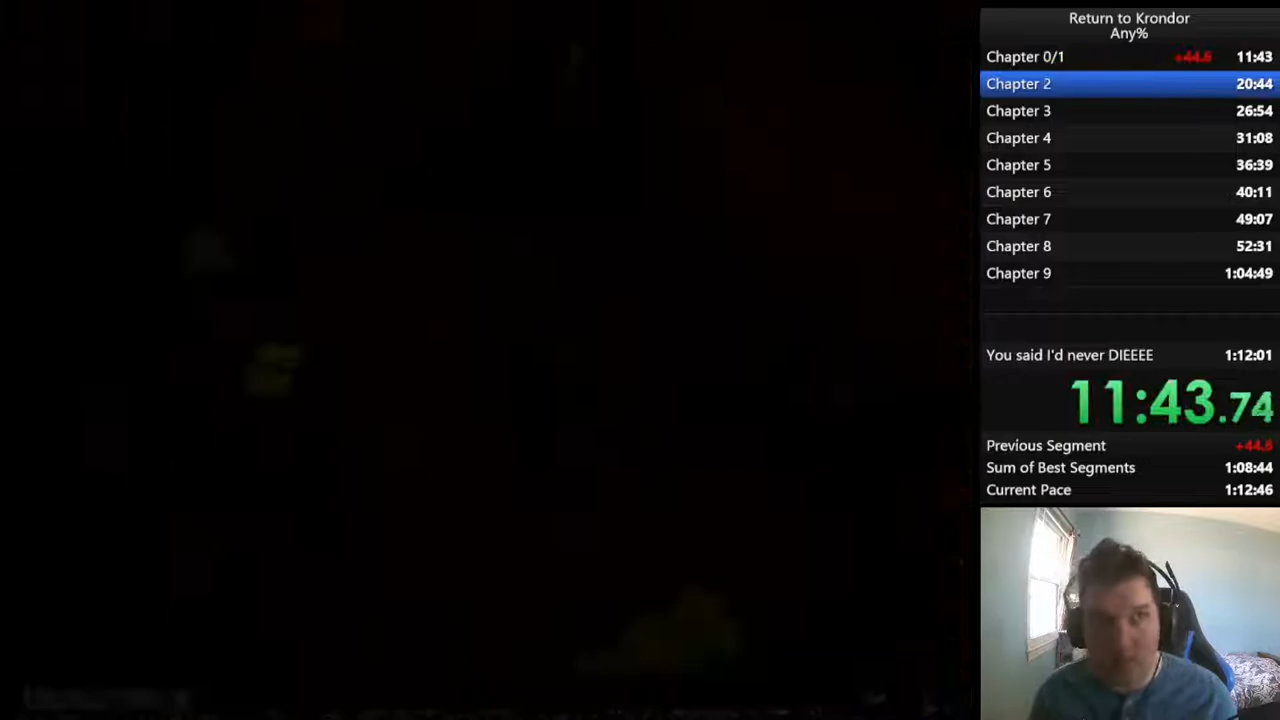 Return to Krondor
Any%
Chapter 0/1 +44.5 11:43
Chapter 2 20:44
Chapter 3 26:54
Chapter 4 31:08
Chapter 5 36:39
Chapter 6 40:11
Chapter 7 49:07
Chapter 8 52:31
Chapter 9 1:04:49
You said I'd never DIEEEE 1:12:01
11:43.74
Previous Segment +44.5
Sum of Best Segments 1:08:44
Current Pace 1:12:46